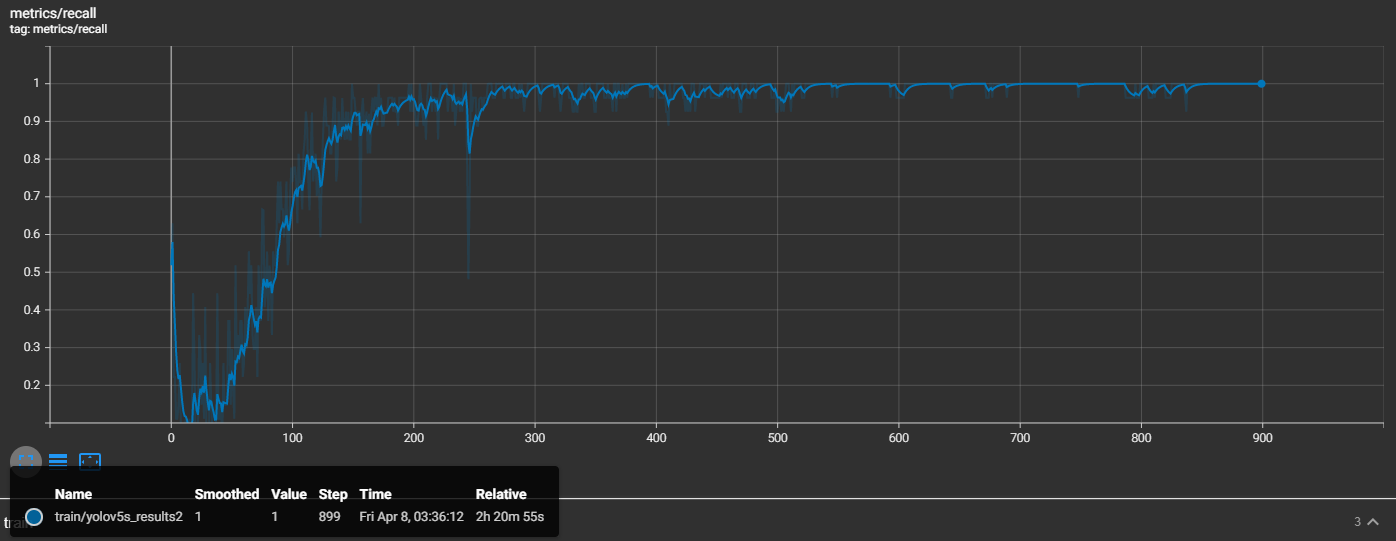 metrics/recall
tag: metrics/recall
1
0.9
0.8
0.7
0.6
0.5
0.4
0.3
0.2
0 100 200 300 400 500 600 700 800 900
Name Smoothed Value Step Time Relative
train/yolov5s_results2 1 1 899 Fri Apr 8, 03:36:12 2h 20m 55s
train 3